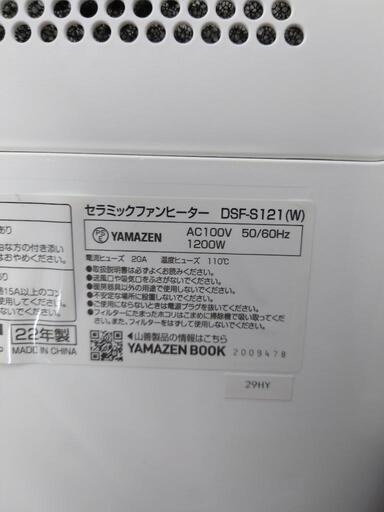 セラミックファンヒーター DSF-S121(W)
PS E YAMAZEN AC100V 50/60Hz
1200W
電流ヒューズ 20A 温度ヒューズ 110℃
●取扱説明書は必ずよくお読みください。
●送風口や吸気口をふさがないでください。
●暖房器具以外の用途で使用しないでください。
●不安定な場所に設置しないでください。
●使用にならないときは電源プラグを抜いてください。
●フィルターにたまったホコリはこまめに掃除機で吸い取ってください。
また、フィルターをはずして使用しないでください。
山善製品の情報はこちら
YAMAZEN BOOK 2009478
29HY
あり
な方の付き添い
はおやめください。
15A以上のコン
使用してくださ
22年製
MADE IN CHINA